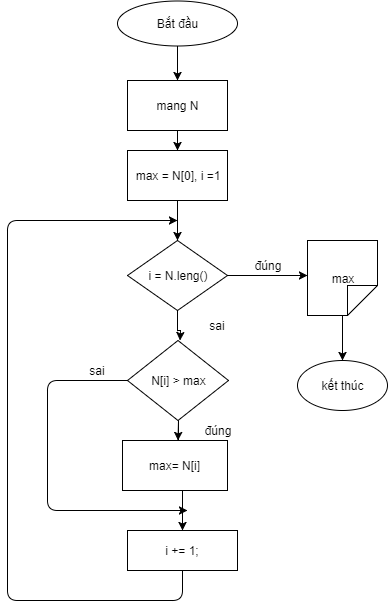 Bắt đầu
mang N
max = N[0], i =1
i = N.leng()
đúng
max
sai
kết thúc
N[i] > max
sai
đúng
max= N[i]
i += 1;